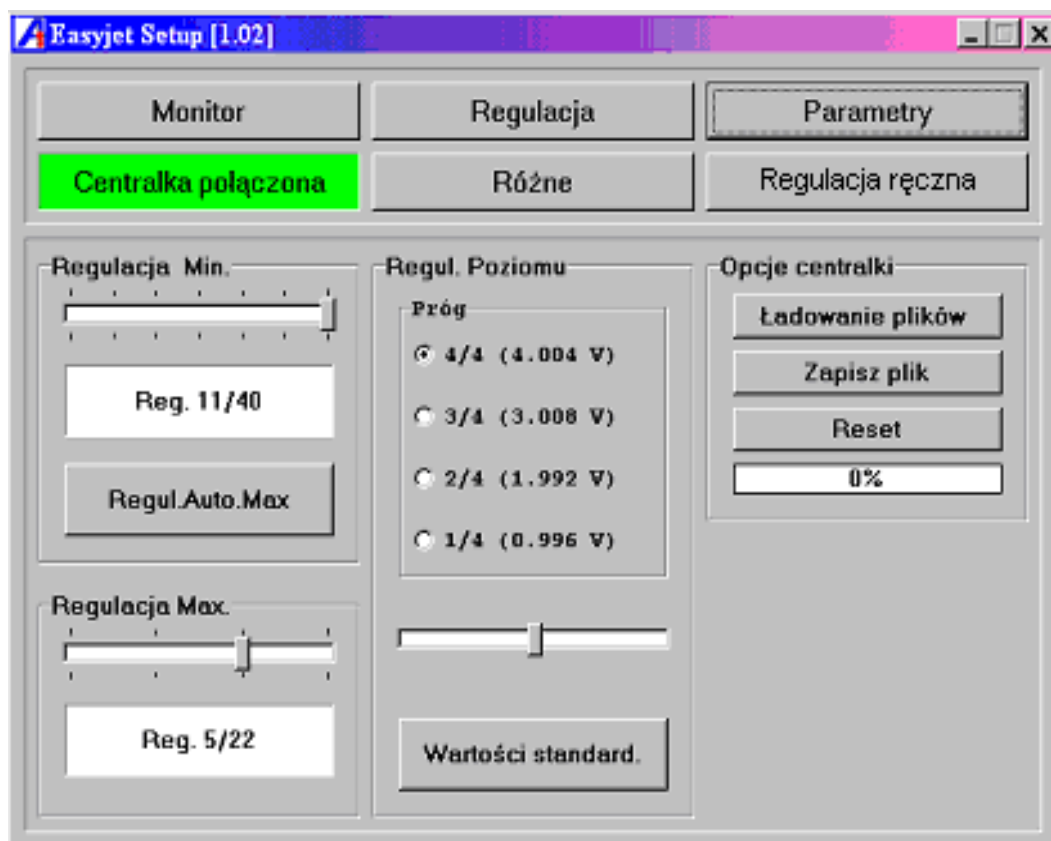 Easyjet Setup [1.02]
Monitor
Regulacja
Parametry
Centralka połączona
Różne
Regulacja ręczna
Regulacja Min.
Reg. 11/40
Regul.Auto.Max
Regulacja Max.
Reg. 5/22
Regul. Poziomu
Próg
4/4 (4.004 V)
3/4 (3.008 V)
2/4 (1.992 V)
1/4 (0.996 V)
Wartości standard.
Opcje centralki
Ładowanie plików
Zapisz plik
Reset
0%